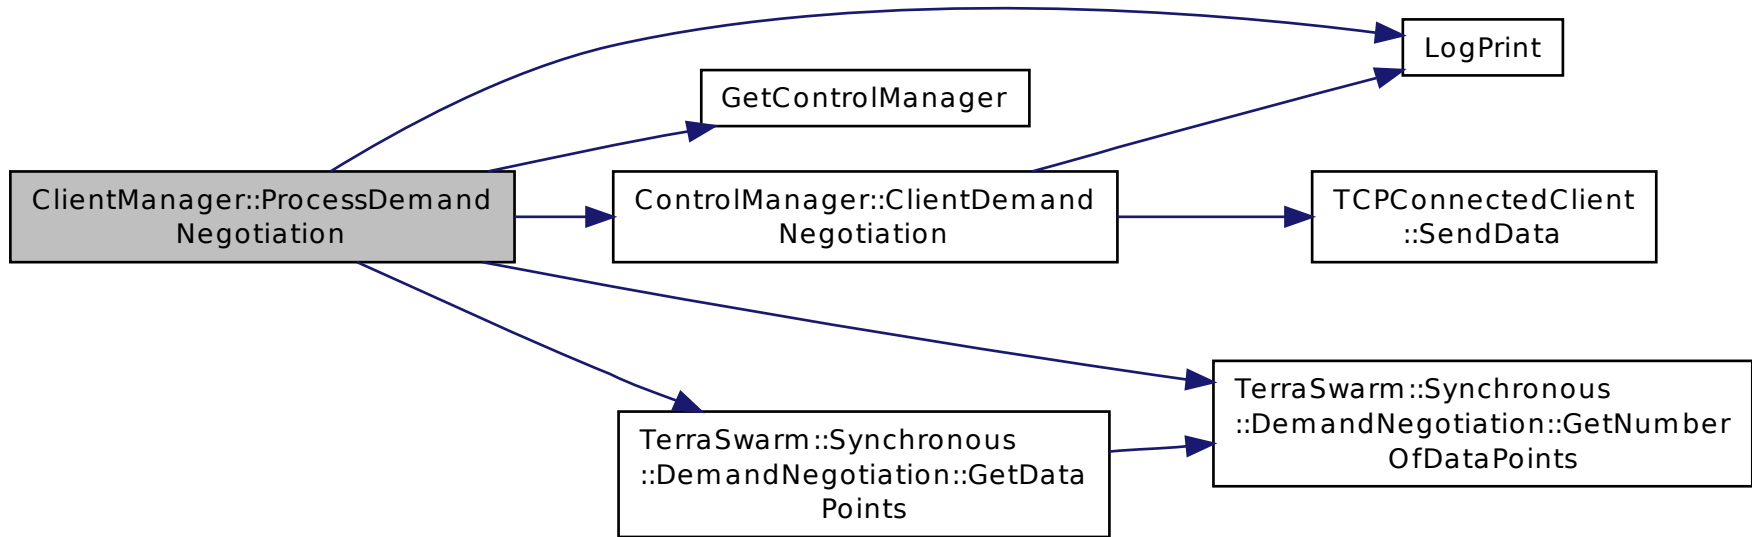 LogPrint
GetControlManager
ClientManager::ProcessDemand
Negotiation
ControlManager::ClientDemand
Negotiation
TCPConnectedClient
::SendData
TerraSwarm::Synchronous
::DemandNegotiation::GetNumber
OfDataPoints
TerraSwarm::Synchronous
::DemandNegotiation::GetData
Points